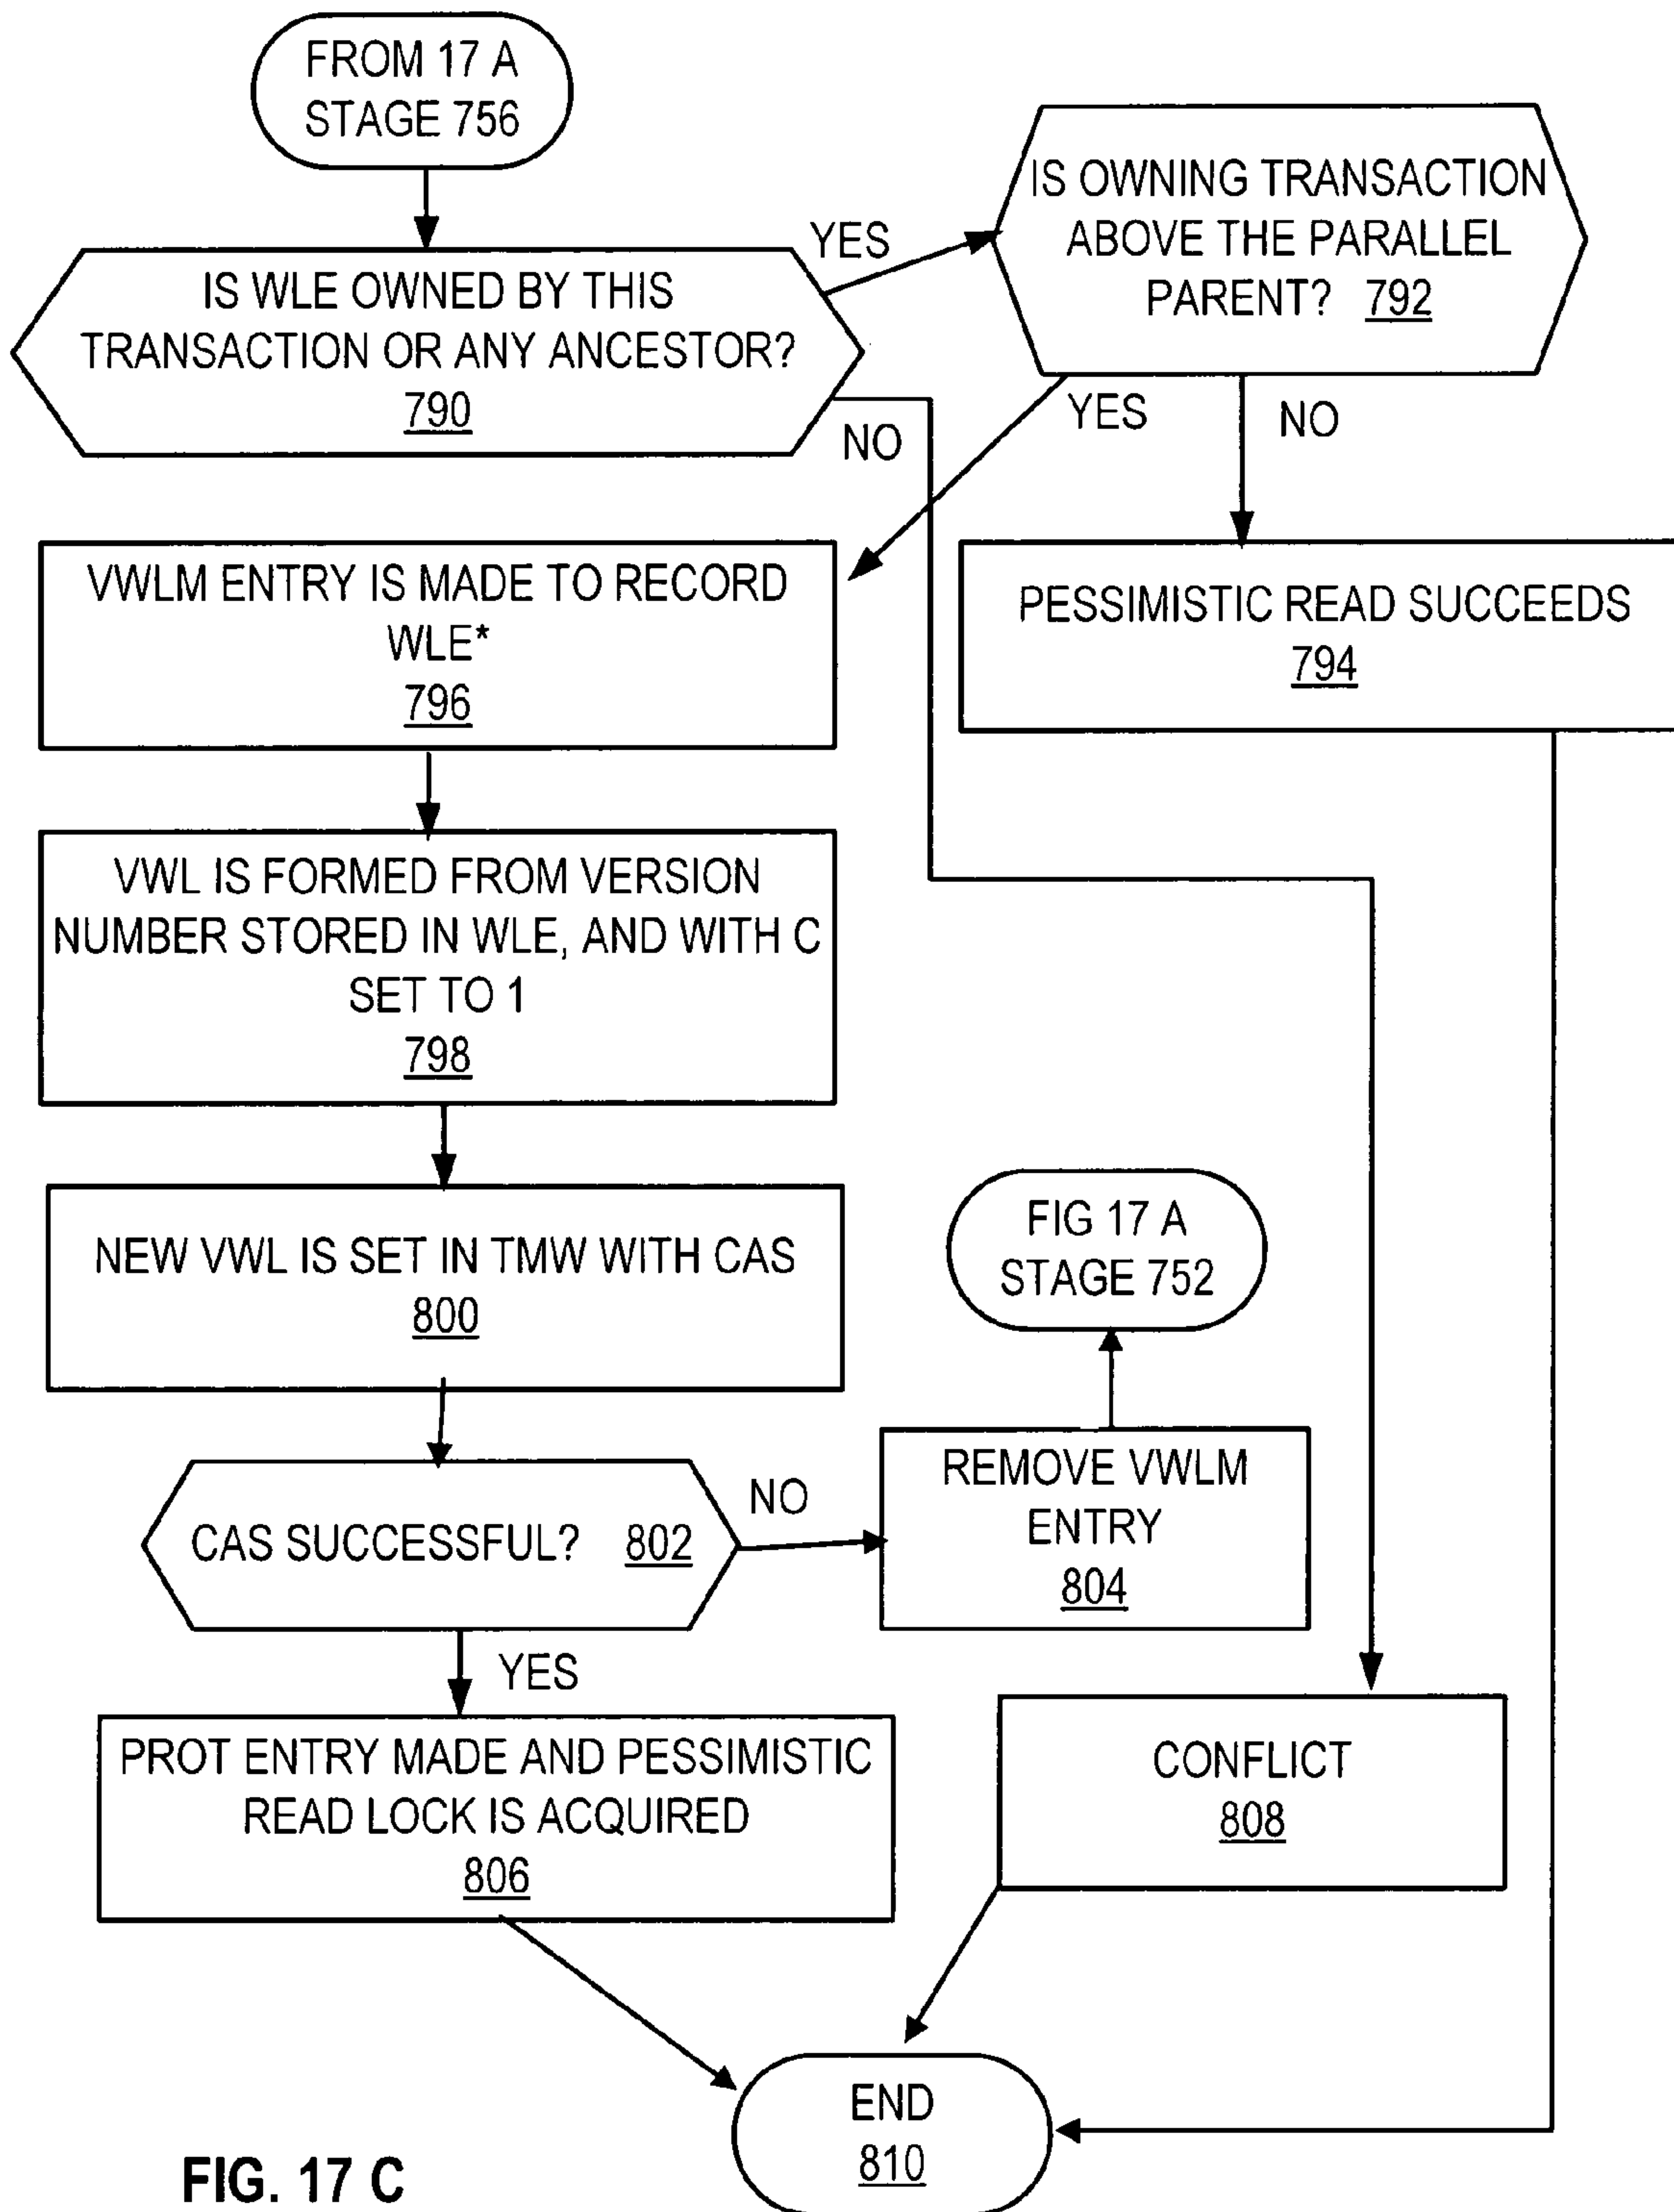 FROM 17 A
STAGE 756
IS WLE OWNED BY THIS
TRANSACTION OR ANY ANCESTOR?
790
YES
NO
IS OWNING TRANSACTION
ABOVE THE PARALLEL
PARENT? 792
YES
NO
PESSIMISTIC READ SUCCEEDS
794
VWLM ENTRY IS MADE TO RECORD
WLE*
796
VWL IS FORMED FROM VERSION
NUMBER STORED IN WLE, AND WITH C
SET TO 1
798
NEW VWL IS SET IN TMW WITH CAS
800
CAS SUCCESSFUL? 802
NO
YES
REMOVE VWLM
ENTRY
804
FIG 17 A
STAGE 752
PROT ENTRY MADE AND PESSIMISTIC
READ LOCK IS ACQUIRED
806
CONFLICT
808
END
810
FIG. 17 C